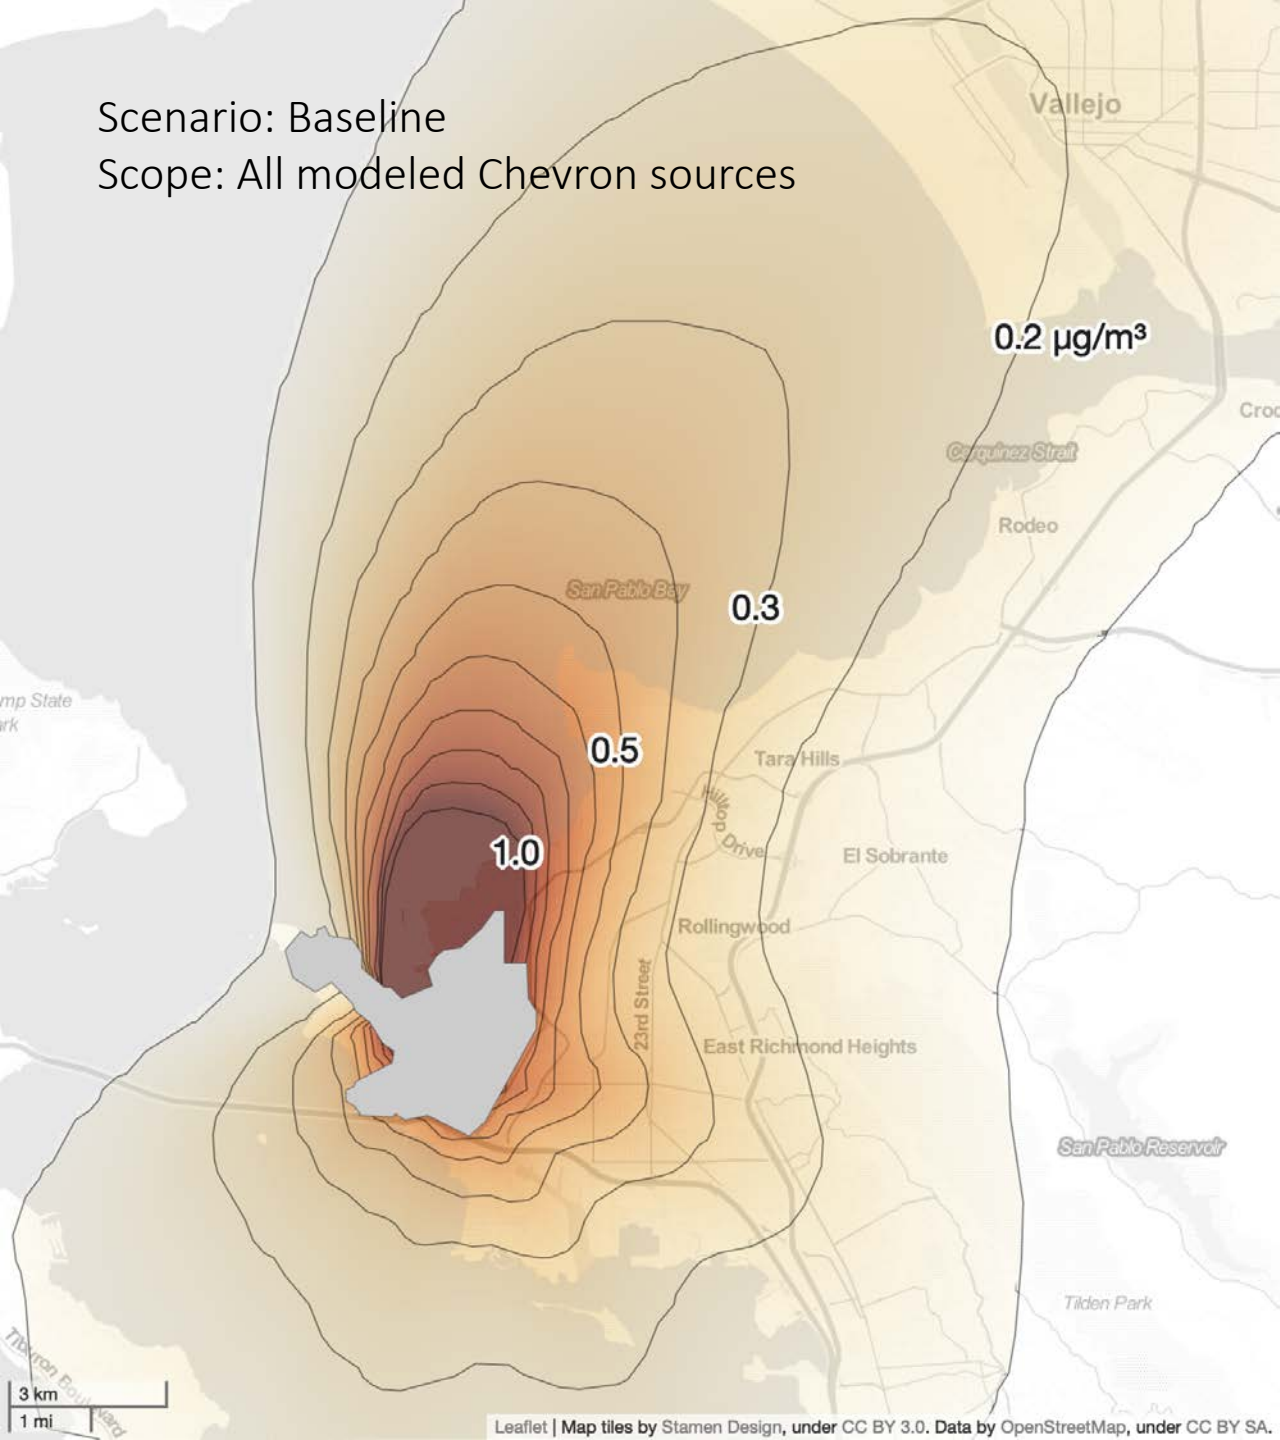 Scenario: Baseline
Scope: All modeled Chevron sources
Vallejo
0.2 µg/m³
Croc
Carquinez Strait
Rodeo
San Pablo Bay
0.3
mp State
ark
0.5
Tara Hills
Hilltop Drive
1.0
El Sobrante
Rollingwood
23rd Street
East Richmond Heights
San Pablo Reservoir
Tilden Park
Tiburon Boulevard
3 km
1 mi
Leaflet | Map tiles by Stamen Design, under CC BY 3.0. Data by OpenStreetMap, under CC BY SA.